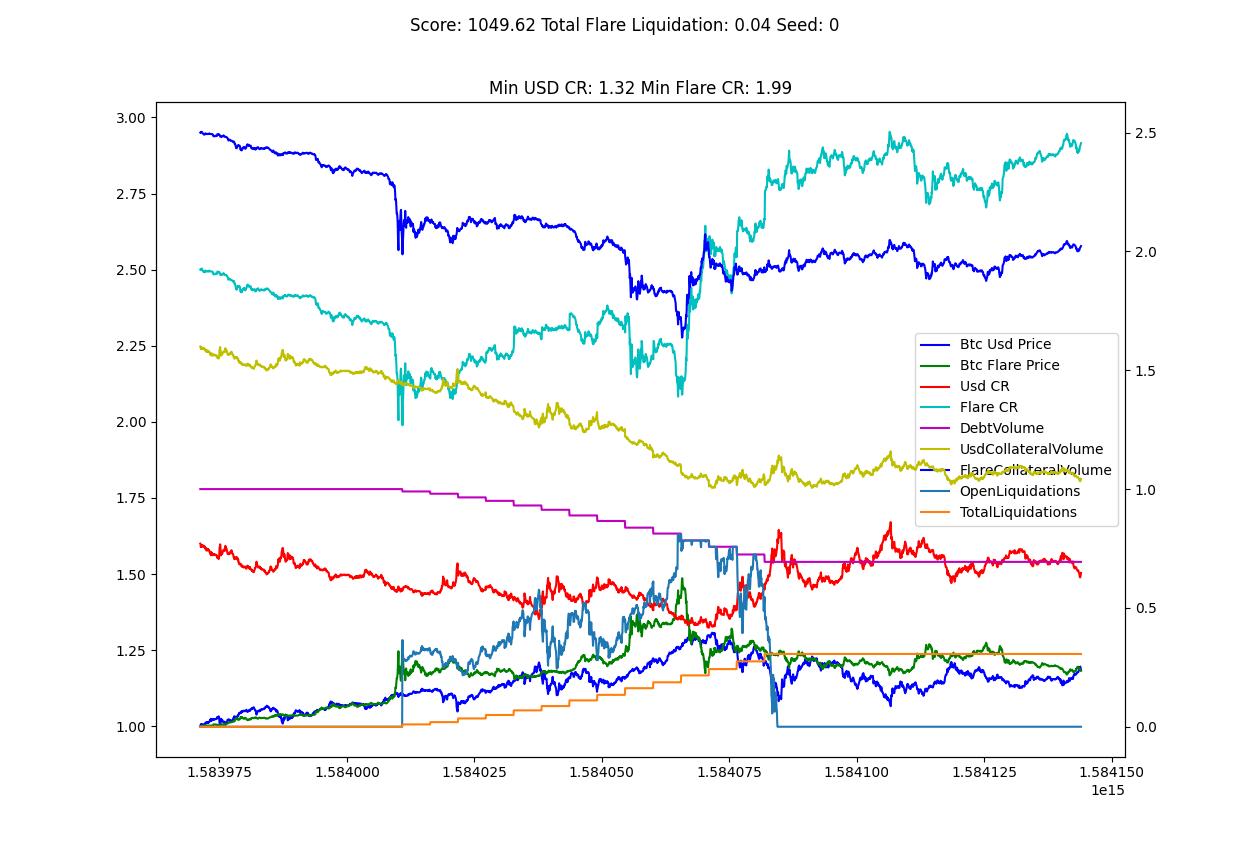 Score: 1049.62 Total Flare Liquidation: 0.04 Seed: 0
Min USD CR: 1.32 Min Flare CR: 1.99
3.00
2.75
2.50
2.25
2.00
1.75
1.50
1.25
1.00
2.5
2.0
1.5
1.0
0.5
0.0
Btc Usd Price
Btc Flare Price
Usd CR
Flare CR
DebtVolume
UsdCollateralVolume
FlareCollateralVolume
OpenLiquidations
TotalLiquidations
1.583975 1.584000 1.584025 1.584050 1.584075 1.584100 1.584125 1.584150
1e15